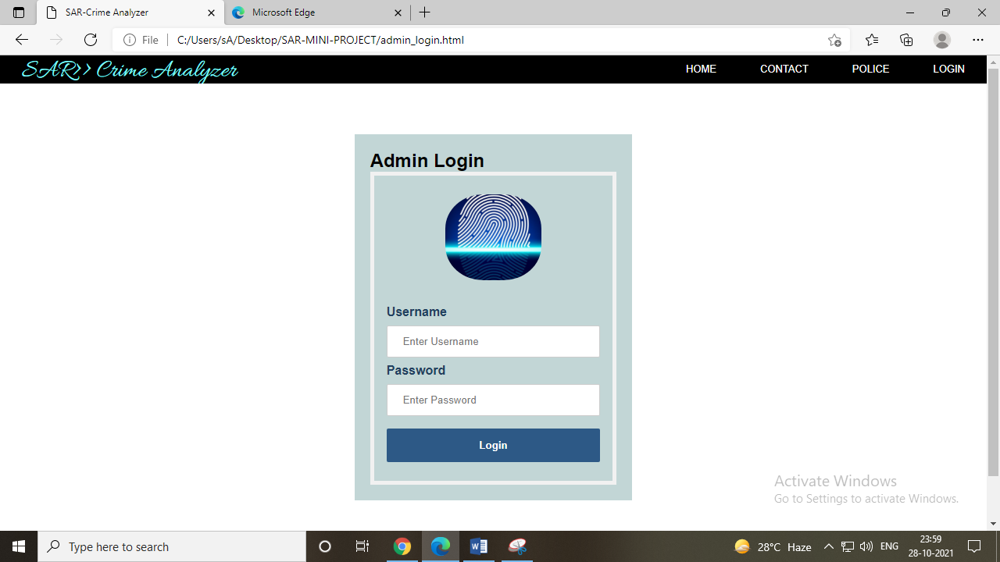 SAR-Crime Analyzer
Microsoft Edge
File
C:/Users/sA/Desktop/SAR-MINI-PROJECT/admin_login.html
SAR>> Crime Analyzer
HOME
CONTACT
POLICE
LOGIN
Admin Login
Username
Enter Username
Password
Enter Password
Login
Activate Windows
Go to Settings to activate Windows.
Type here to search
28°C Haze
ENG
23:59
28-10-2021